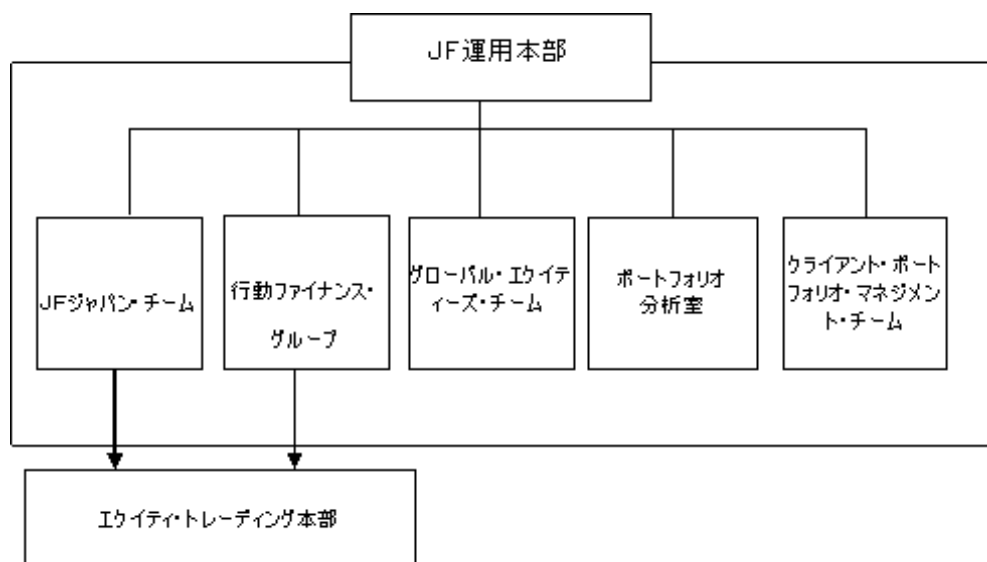 JF運用本部
JFジャパン・チーム
行動ファイナンス・
グループ
グローバル・エクイティ
ーズ・チーム
ポートフォリオ
分析室
クライアント・ポート
フォリオ・マネジメン
ト・チーム
エクイティ・トレーディング本部